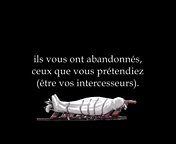 ils vous ont abandonnés,
ceux que vous prétendiez
(être vos intercesseurs).